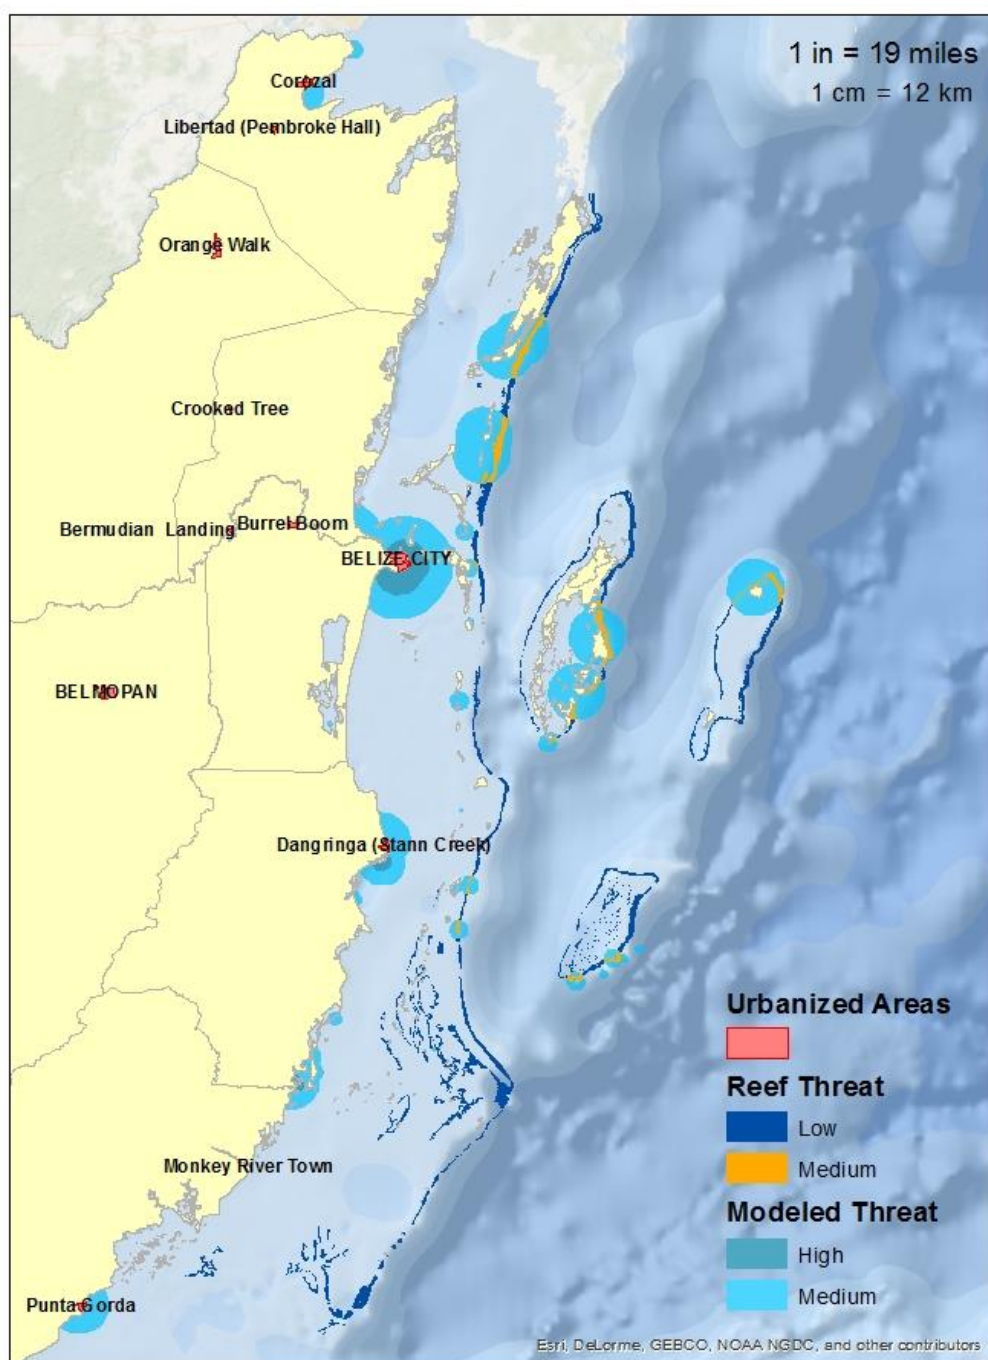 1 in = 19 miles
1 cm = 12 km
Corozal
Libertad (Pembroke Hall)
Orange Walk
Crooked Tree
Bermudian Landing
Burrel Boom
BELIZE CITY
BELMOPAN
Dangringa (Stann Creek)
Monkey River Town
Punta Gorda
Urbanized Areas
Reef Threat
Low
Medium
Modeled Threat
High
Medium
Esri, DeLorme, GEBCO, NOAA NGDC, and other contributors